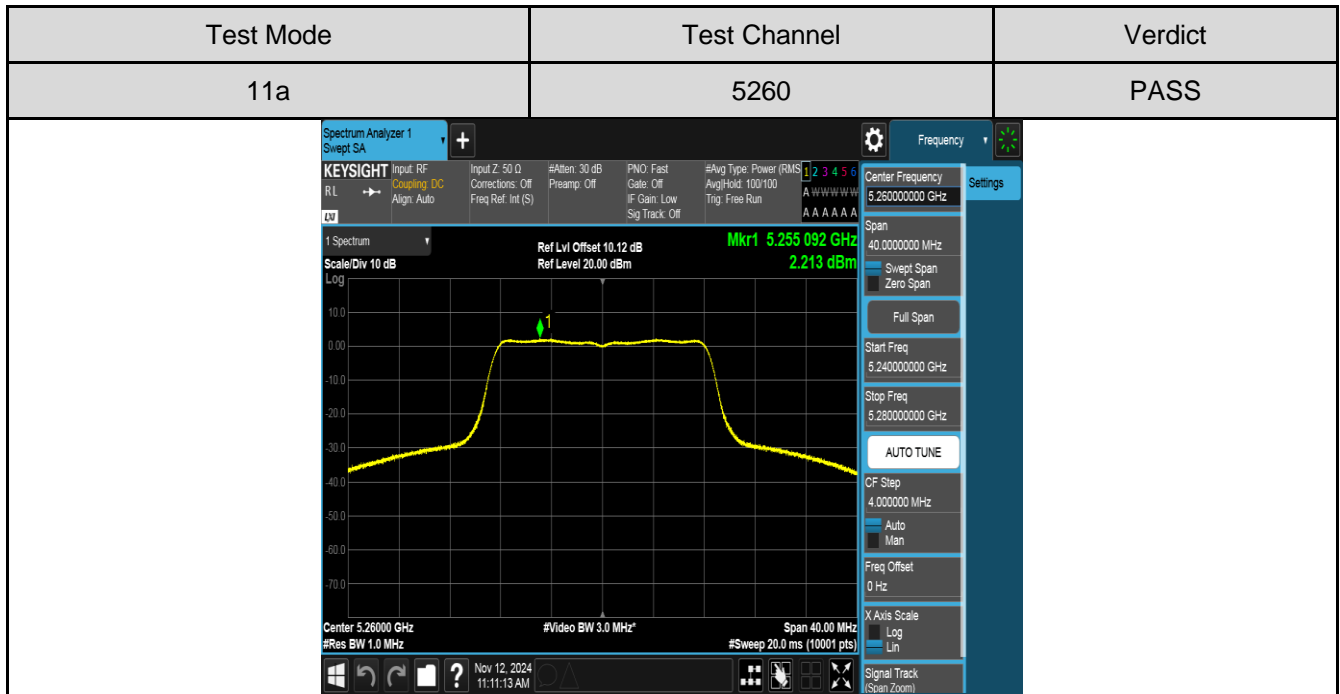 Test Mode Test Channel Verdict
11a 5260 PASS
Spectrum Analyzer 1
Swept SA
+
Frequency
KEYSIGHT
RL
LXI
Input: RF
Coupling: DC
Align: Auto
Input Z: 50 Ω
Corrections: Off
Freq Ref: Int (S)
#Atten: 30 dB
Preamp: Off
PNO: Fast
Gate: Off
IF Gain: Low
Sig Track: Off
#Avg Type: Power (RMS
Avg|Hold: 100/100
Trig: Free Run
1 2 3 4 5 6
A W W W W W
A A A A A A
1 Spectrum
Scale/Div 10 dB
Log
Ref Lvl Offset 10.12 dB
Ref Level 20.00 dBm
Mkr1 5.255 092 GHz
2.213 dBm
10.0
0.00
-10.0
-20.0
-30.0
-40.0
-50.0
-60.0
-70.0
1
Center 5.26000 GHz
#Res BW 1.0 MHz
#Video BW 3.0 MHz*
Span 40.00 MHz
#Sweep 20.0 ms (10001 pts)
?
Nov 12, 2024
11:11:13 AM
Center Frequency
5.260000000 GHz
Settings
Span
40.0000000 MHz
Swept Span
Zero Span
Full Span
Start Freq
5.240000000 GHz
Stop Freq
5.280000000 GHz
AUTO TUNE
CF Step
4.000000 MHz
Auto
Man
Freq Offset
0 Hz
X Axis Scale
Log
Lin
Signal Track
(Span Zoom)